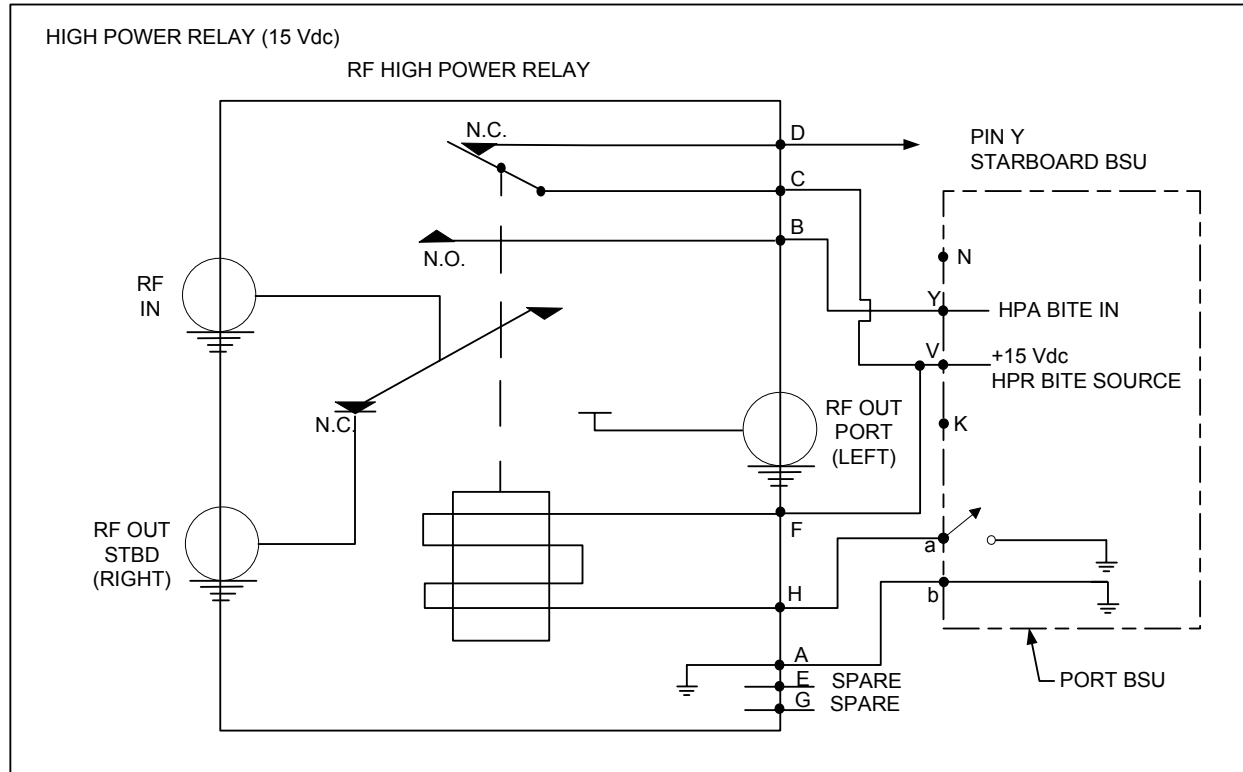 HIGH POWER RELAY (15 Vdc)
RF HIGH POWER RELAY
N.C.
D
PIN Y
STARBOARD BSU
C
B
N.O.
N
RF
IN
Y
HPA BITE IN
V
+15 Vdc
HPR BITE SOURCE
N.C.
RF OUT
PORT
(LEFT)
K
F
RF OUT
STBD
(RIGHT)
a
H
b
A
E
SPARE
G
SPARE
PORT BSU